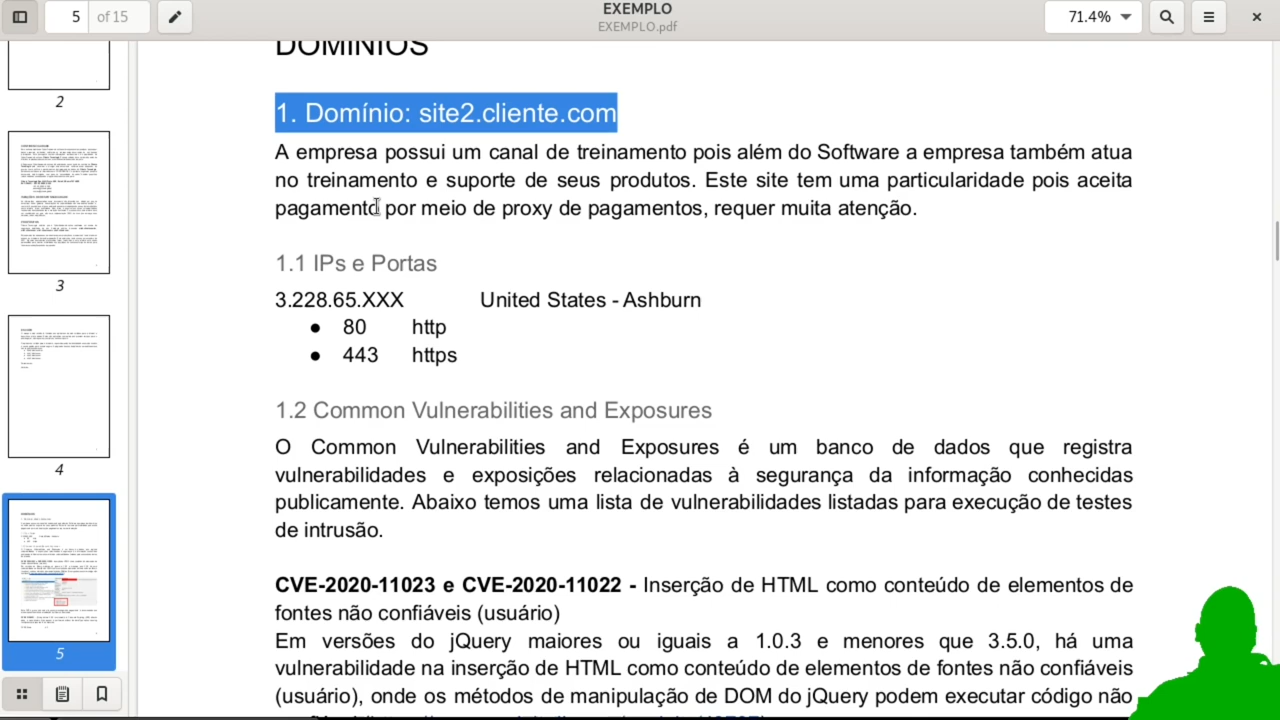 5
of 15
EXEMPLO
EXEMPLO.pdf
71.4%
2
3
4
5
DOMÍNIOS
1. Domínio: site2.cliente.com
A empresa possui um canal de treinamento pois além do Software a empresa também atua
no treinamento e suporte de seus produtos. Este site tem uma particularidade pois aceita
pagamento por meio de proxy de pagamentos, requer muita atenção.
1.1 IPs e Portas
3.228.65.XXX United States - Ashburn
● 80 http
● 443 https
1.2 Common Vulnerabilities and Exposures
O Common Vulnerabilities and Exposures é um banco de dados que registra
vulnerabilidades e exposições relacionadas à segurança da informação conhecidas
publicamente. Abaixo temos uma lista de vulnerabilidades listadas para execução de testes
de intrusão.
CVE-2020-11023 e CVE-2020-11022 - Inserção de HTML como conteúdo de elementos de
fontes não confiáveis (usuário)
Em versões do jQuery maiores ou iguais a 1.0.3 e menores que 3.5.0, há uma
vulnerabilidade na inserção de HTML como conteúdo de elementos de fontes não confiáveis
(usuário), onde os métodos de manipulação de DOM do jQuery podem executar código não